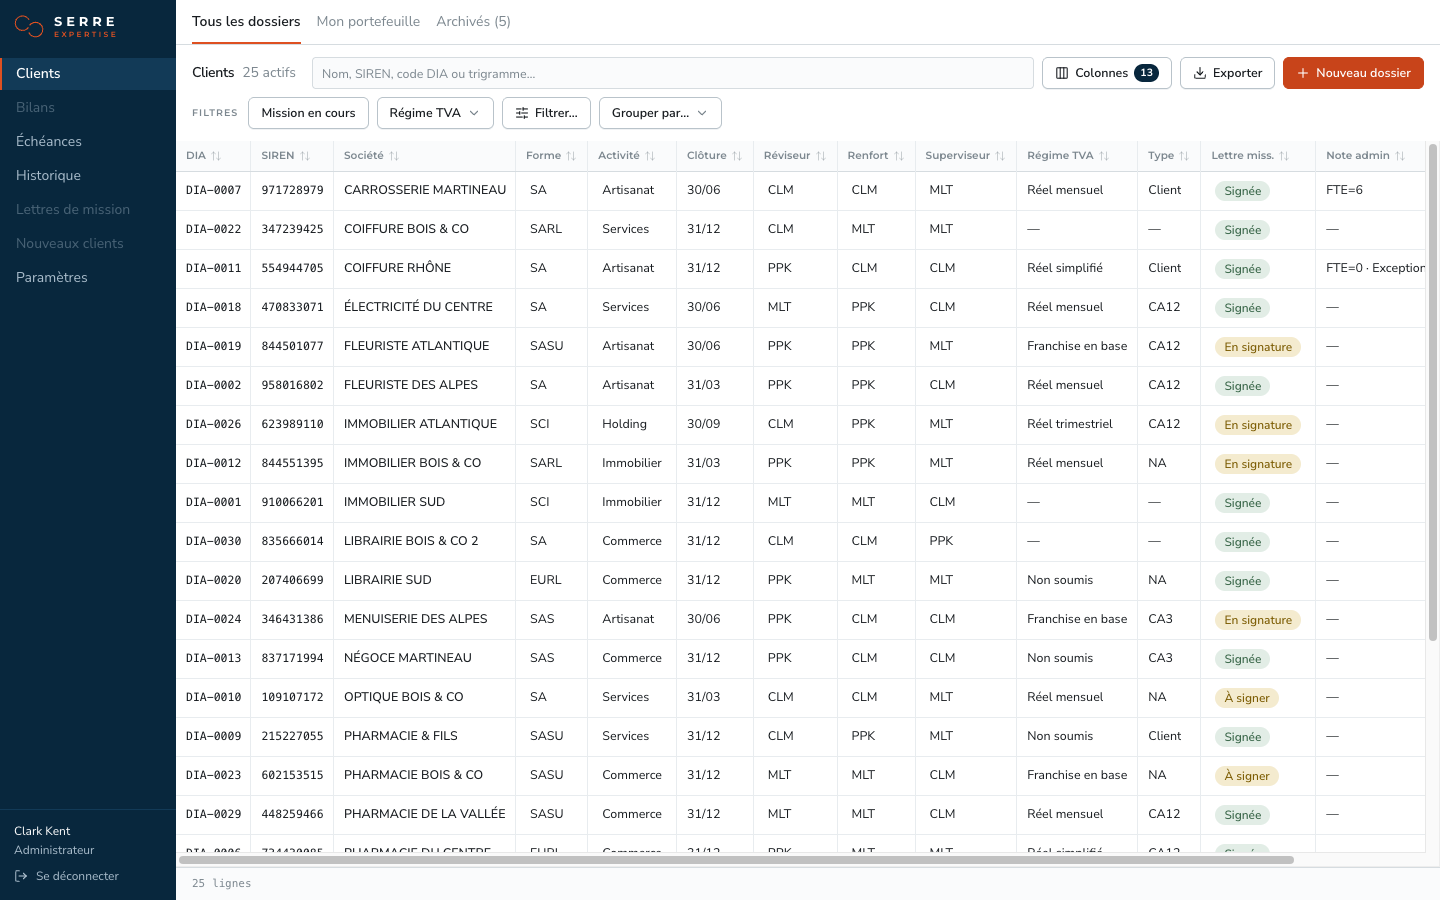 SERRE
EXPERTISE
Clients
Bilans
Échéances
Historique
Lettres de mission
Nouveaux clients
Paramètres
Clark Kent
Administrateur
Se déconnecter
Tous les dossiers Mon portefeuille Archivés (5)
Clients 25 actifs Nom, SIREN, code DIA ou trigramme... Colonnes 13 Exporter Nouveau dossier
FILTRES Mission en cours Régime TVA Filtrer... Grouper par...
DIA SIREN Société Forme Activité Clôture Réviseur Renfort Superviseur Régime TVA Type Lettre miss. Note admin
DIA-0007 971728979 CARROSSERIE MARTINEAU SA Artisanat 30/06 CLM CLM MLT Réel mensuel Client Signée FTE=6
DIA-0022 347239425 COIFFURE BOIS & CO SARL Services 31/12 CLM MLT MLT — — Signée —
DIA-0011 554944705 COIFFURE RHÔNE SA Artisanat 31/12 PPK CLM CLM Réel simplifié Client Signée FTE=0 · Exception
DIA-0018 470833071 ÉLECTRICITÉ DU CENTRE SA Services 30/06 MLT PPK CLM Réel mensuel CA12 Signée —
DIA-0019 844501077 FLEURISTE ATLANTIQUE SASU Artisanat 30/06 PPK PPK MLT Franchise en base CA12 En signature —
DIA-0002 958016802 FLEURISTE DES ALPES SA Artisanat 31/03 PPK PPK CLM Réel mensuel CA12 Signée —
DIA-0026 623989110 IMMOBILIER ATLANTIQUE SCI Holding 30/09 CLM PPK MLT Réel trimestriel CA12 En signature —
DIA-0012 844551395 IMMOBILIER BOIS & CO SARL Immobilier 31/03 PPK PPK MLT Réel mensuel NA En signature —
DIA-0001 910066201 IMMOBILIER SUD SCI Immobilier 31/12 MLT MLT CLM — — Signée —
DIA-0030 835666014 LIBRAIRIE BOIS & CO 2 SA Commerce 31/12 CLM CLM PPK — — Signée —
DIA-0020 207406699 LIBRAIRIE SUD EURL Commerce 31/12 PPK MLT MLT Non soumis NA Signée —
DIA-0024 346431386 MENUISERIE DES ALPES SAS Artisanat 30/06 PPK CLM CLM Franchise en base CA3 En signature —
DIA-0013 837171994 NÉGOCE MARTINEAU SAS Commerce 31/12 PPK CLM CLM Non soumis CA3 Signée —
DIA-0010 109107172 OPTIQUE BOIS & CO SA Services 31/03 CLM CLM MLT Réel mensuel NA À signer —
DIA-0009 215227055 PHARMACIE & FILS SASU Services 31/12 CLM PPK MLT Non soumis Client Signée —
DIA-0023 602153515 PHARMACIE BOIS & CO SASU Commerce 31/12 MLT MLT CLM Franchise en base NA À signer —
DIA-0029 448259466 PHARMACIE DE LA VALLÉE SASU Commerce 31/12 MLT MLT CLM Réel mensuel CA12 Signée —
DIA-0006 PHARMACIE DU CENTRE EURL Commerce 31/12 PPK MLT MLT Réel simplifié CA12 Signée —
25 lignes